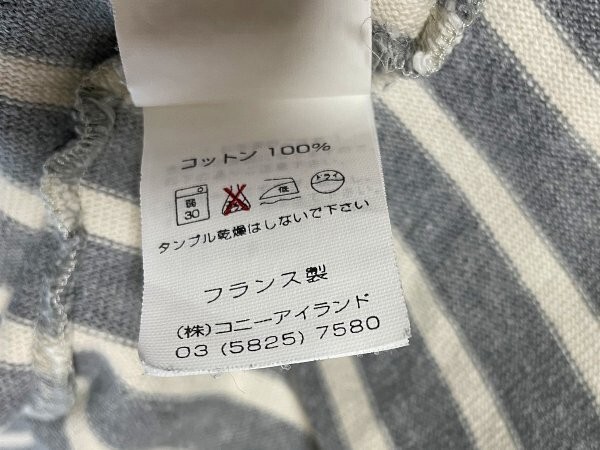 コットン 100%
弱 30 低 ドライ
タンブル乾燥はしないで下さい
フランス製
(株)コニーアイランド
03 (5825) 7580